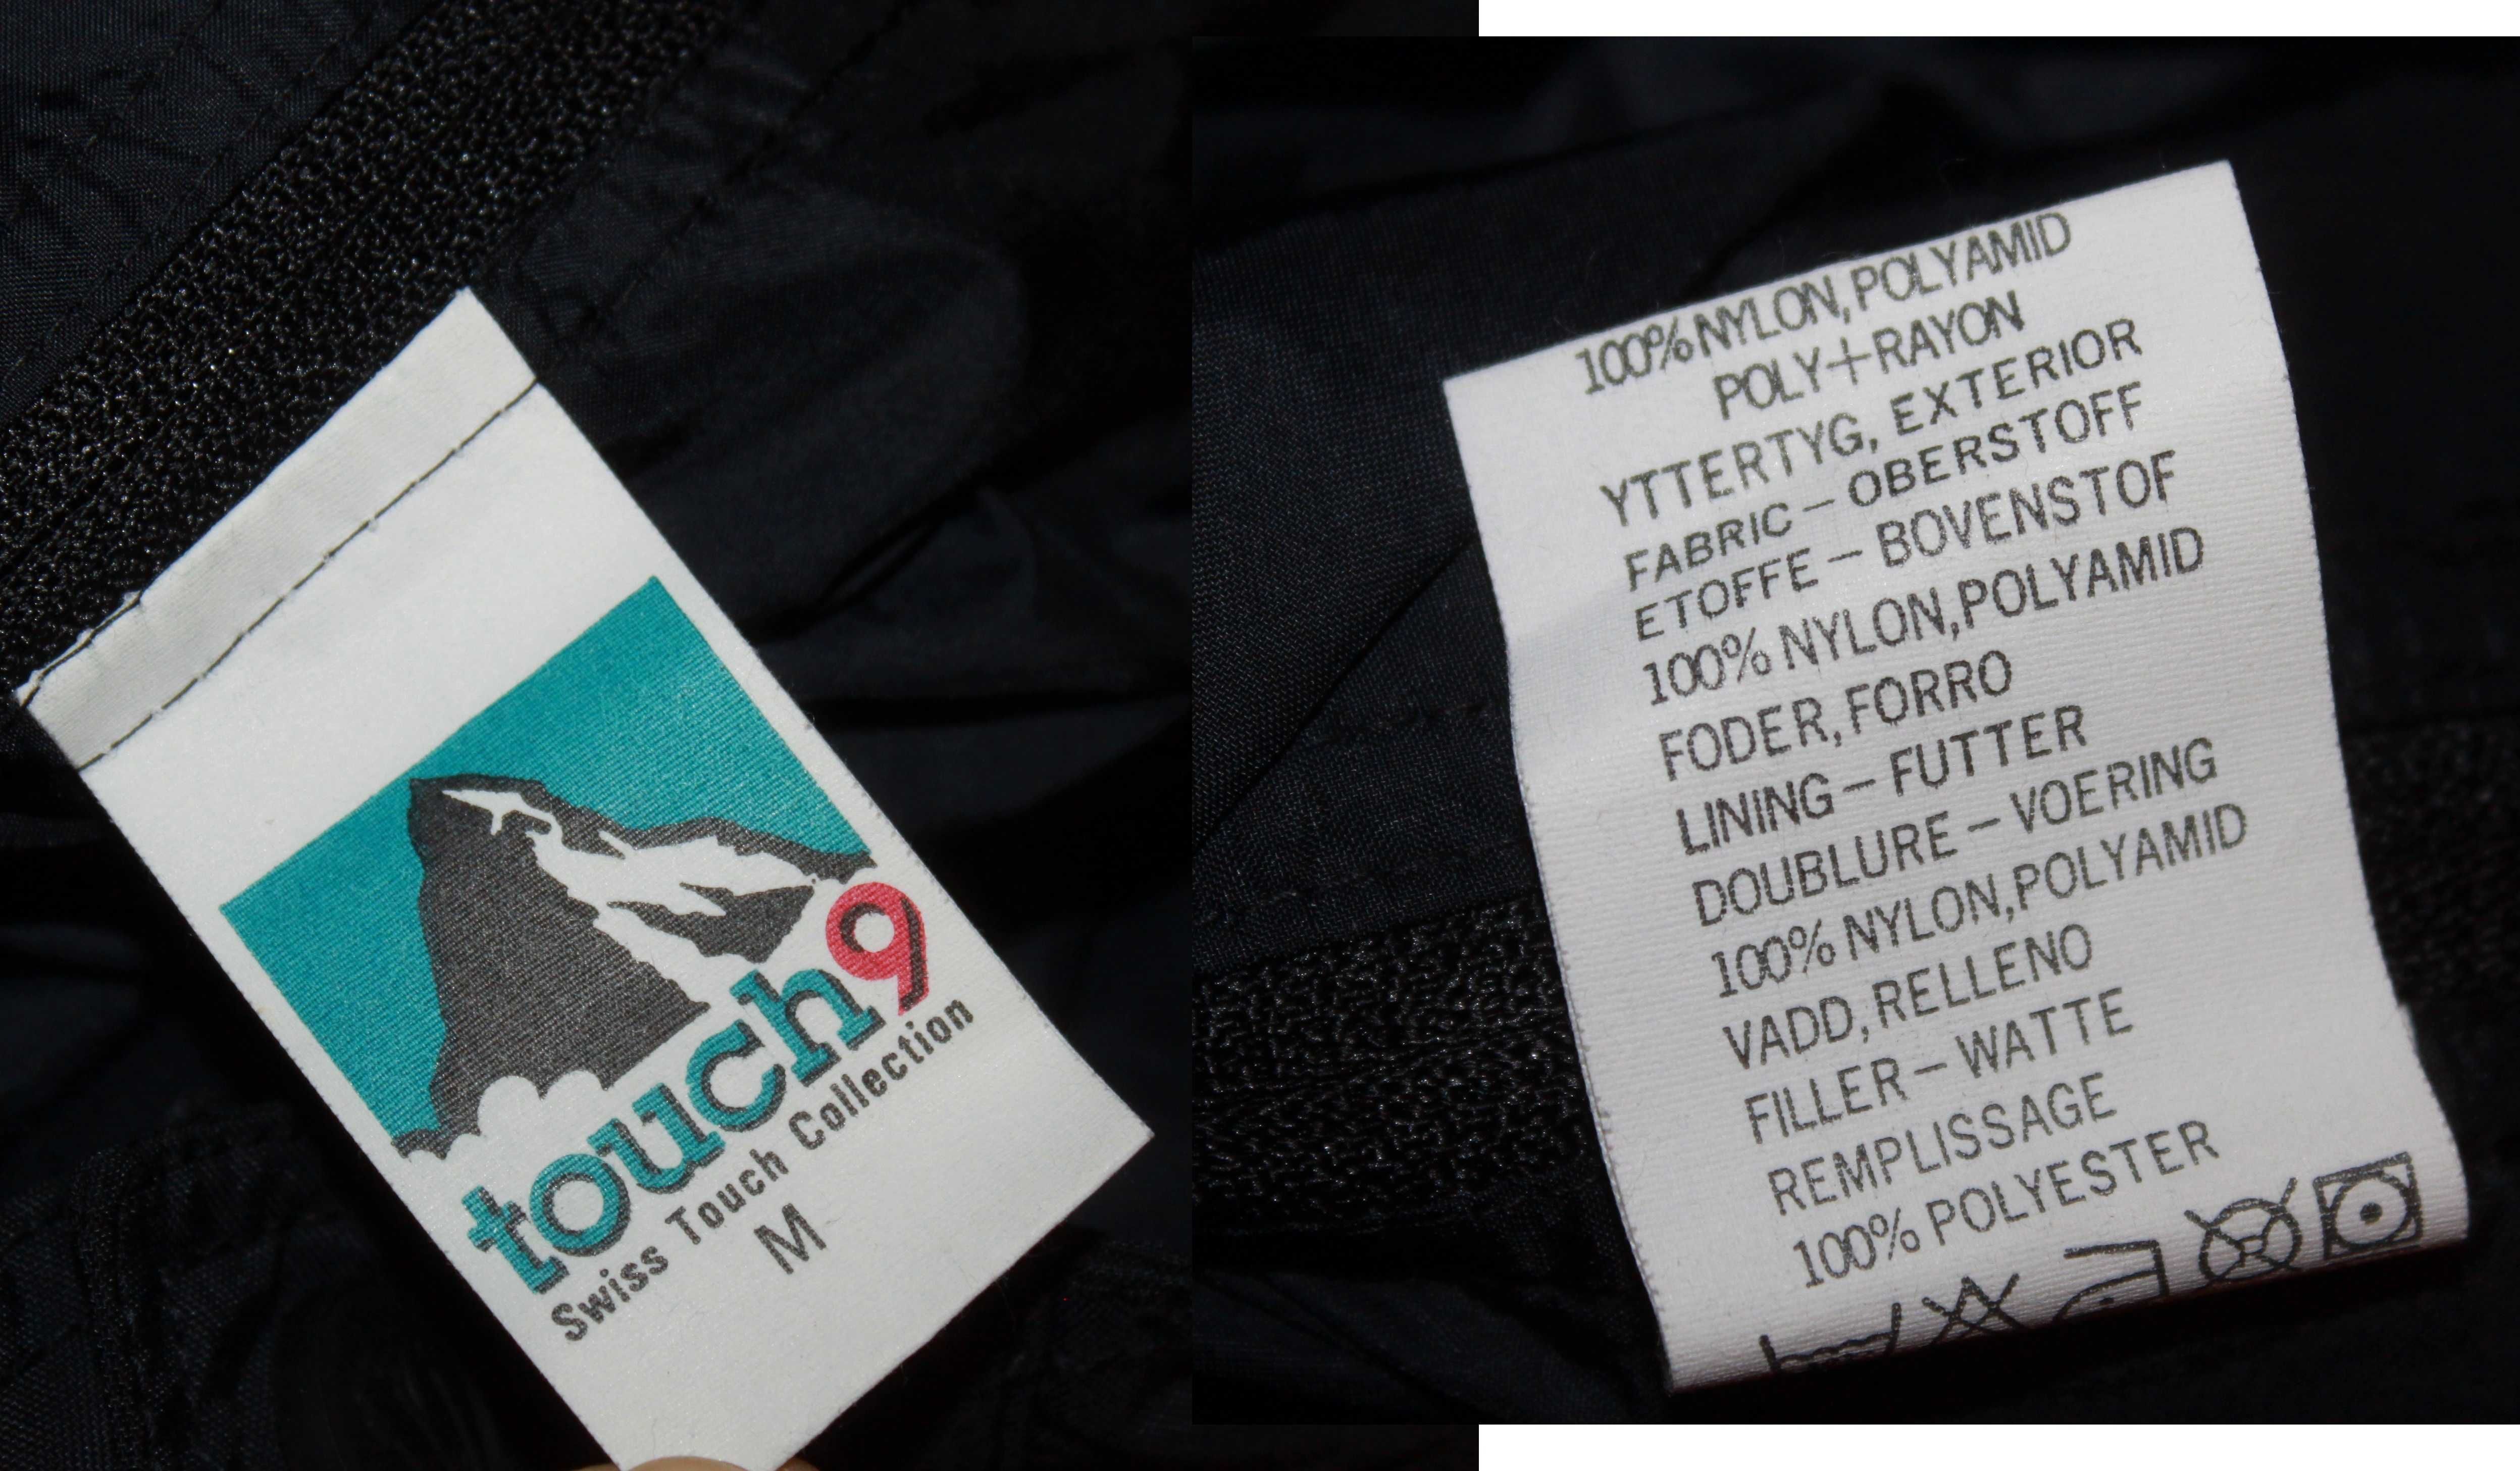 touch9
Swiss Touch Collection
M
100% NYLON, POLYAMID
POLY+RAYON
YTTERTYG, EXTERIOR
FABRIC – OBERSTOFF
ETOFFE – BOVENSTOF
100% NYLON, POLYAMID
FODER, FORRO
LINING – FUTTER
DOUBLURE – VOERING
100% NYLON, POLYAMID
VADD, RELLENO
FILLER – WATTE
REMPLISSAGE
100% POLYESTER